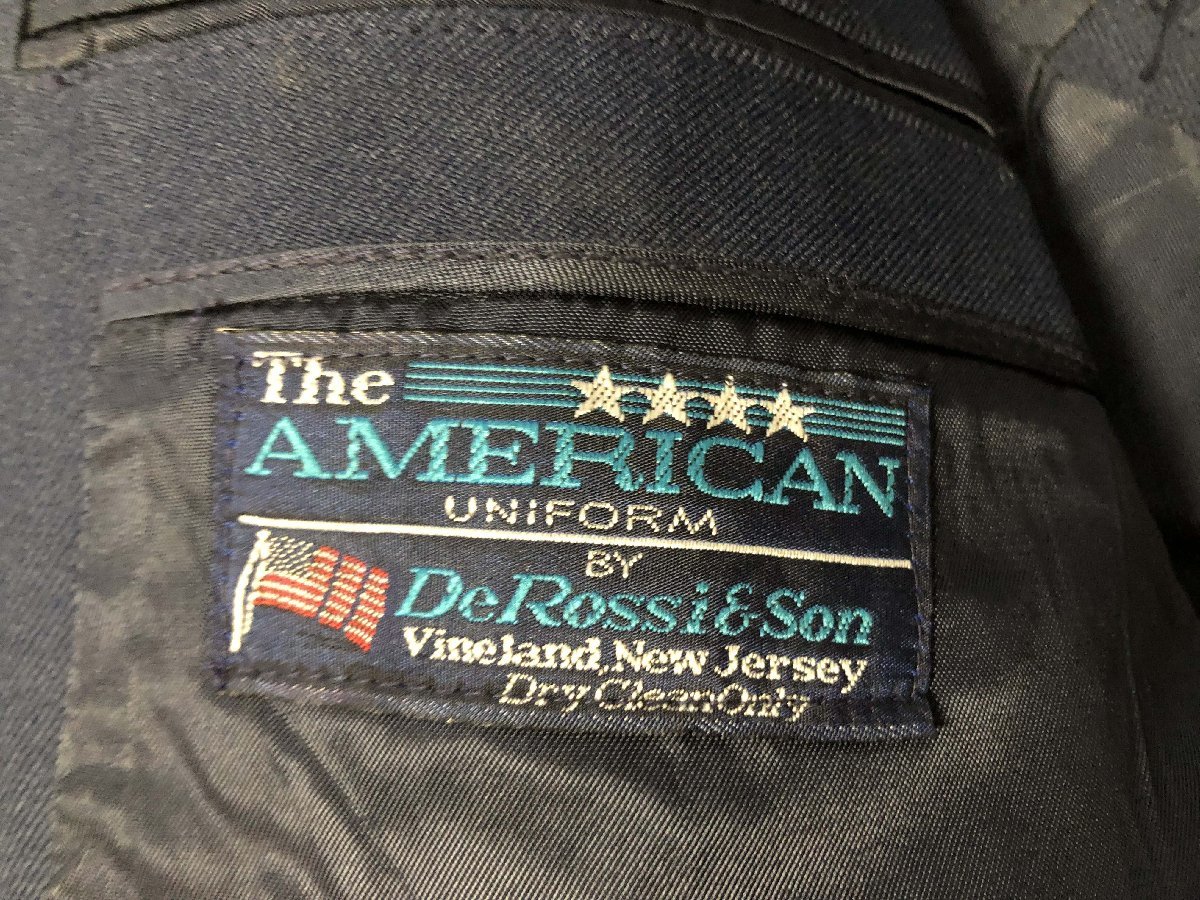 The
AMERICAN
UNIFORM
BY
DeRossi & Son
Vineland, New Jersey
Dry Clean Only